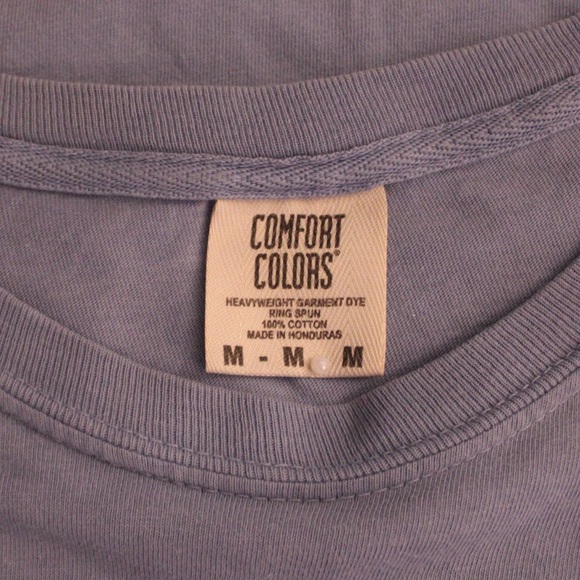 COMFORT
COLORS®
HEAVYWEIGHT GARMENT DYE
RING SPUN
100% COTTON
MADE IN HONDURAS
M - M M